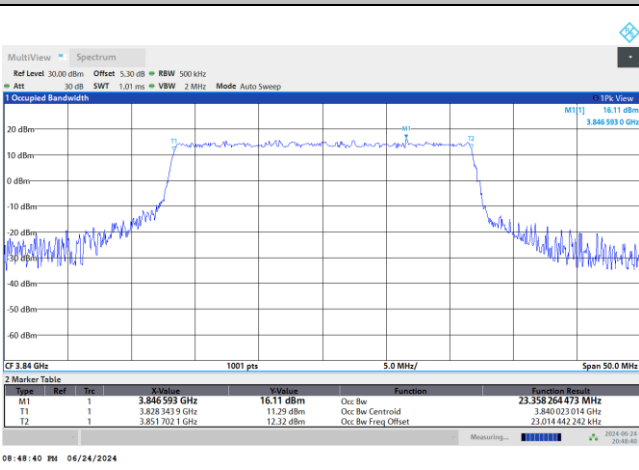 MultiView Spectrum
Ref Level 30.00 dBm Offset 5.30 dB RBW 500 kHz
Att 30 dB SWT 1.01 ms VBW 2 MHz Mode Auto Sweep
1 Occupied Bandwidth 1Pk View
M1[1] 16.11 dBm
3.846 593 0 GHz
M1
T1 T2
20 dBm
10 dBm
0 dBm
-10 dBm
-20 dBm
-30 dBm
-40 dBm
-50 dBm
-60 dBm
CF 3.84 GHz 1001 pts 5.0 MHz/ Span 50.0 MHz
2 Marker Table
Type Ref Trc X-Value Y-Value Function Function Result
M1 1 3.846 593 GHz 16.11 dBm Occ Bw 23.358 264 473 MHz
T1 1 3.828 343 9 GHz 11.29 dBm Occ Bw Centroid 3.840 023 014 GHz
T2 1 3.851 702 1 GHz 12.32 dBm Occ Bw Freq Offset 23.014 442 242 kHz
Measuring... 2024-06-24
20:48:40
08:48:40 PM 06/24/2024